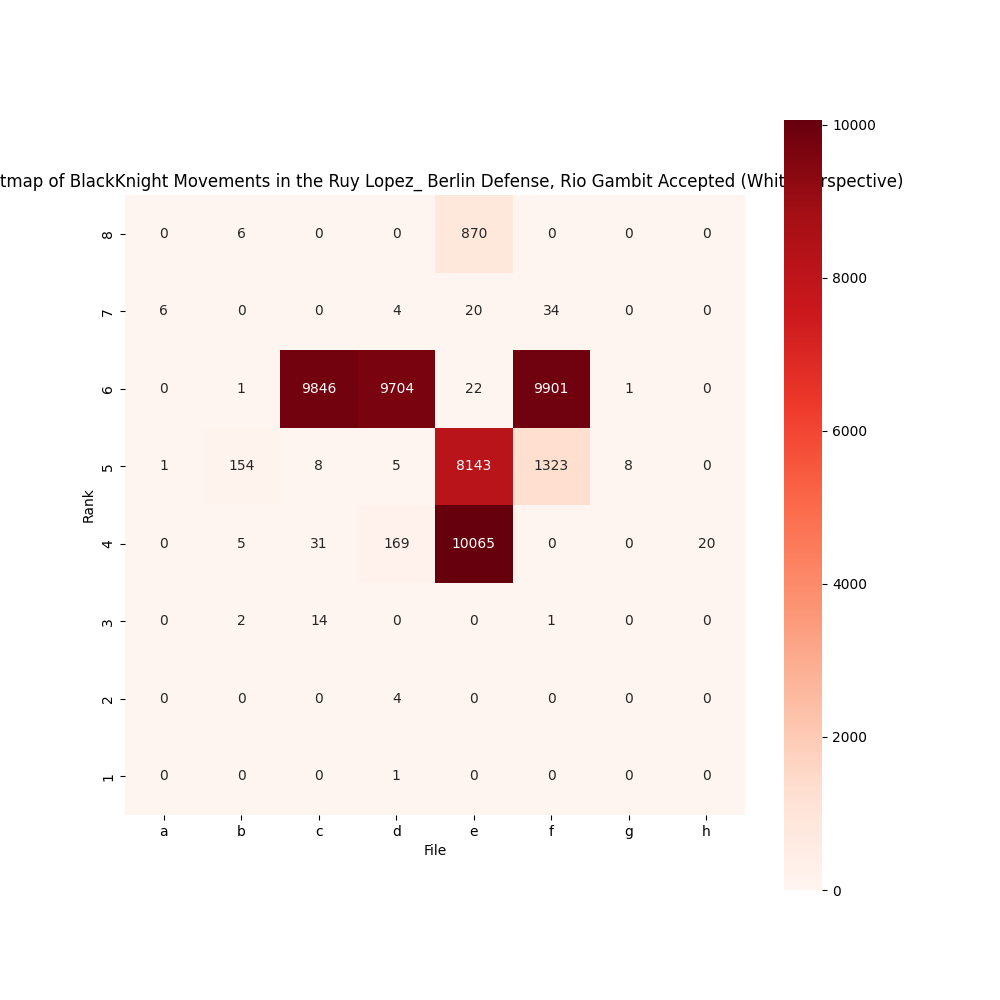 10000
tmap of BlackKnight Movements in the Ruy Lopez_ Berlin Defense, Rio Gambit Accepted (Whit rspective)
8 0 6 0 0 870 0 0 0
8000
7 6 0 0 4 20 34 0 0
6 0 1 9846 9704 22 9901 1 0
6000
5 1 154 8 5 8143 1323 8 0
Rank
4 0 5 31 169 10065 0 0 20
4000
3 0 2 14 0 0 1 0 0
2 0 0 0 4 0 0 0 0
2000
1 0 0 0 1 0 0 0 0
a b c d e f g h
File
0